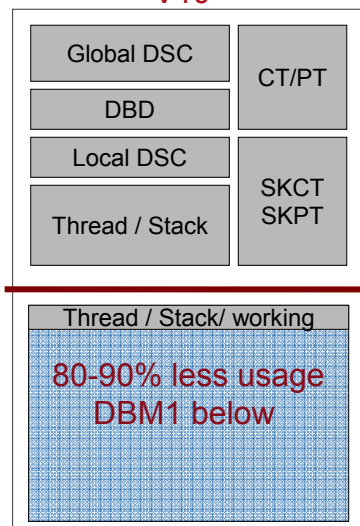 Global DSC
CT/PT
DBD
Local DSC
SKCT
SKPT
Thread / Stack
Thread / Stack/ working
80-90% less usage
DBM1 below